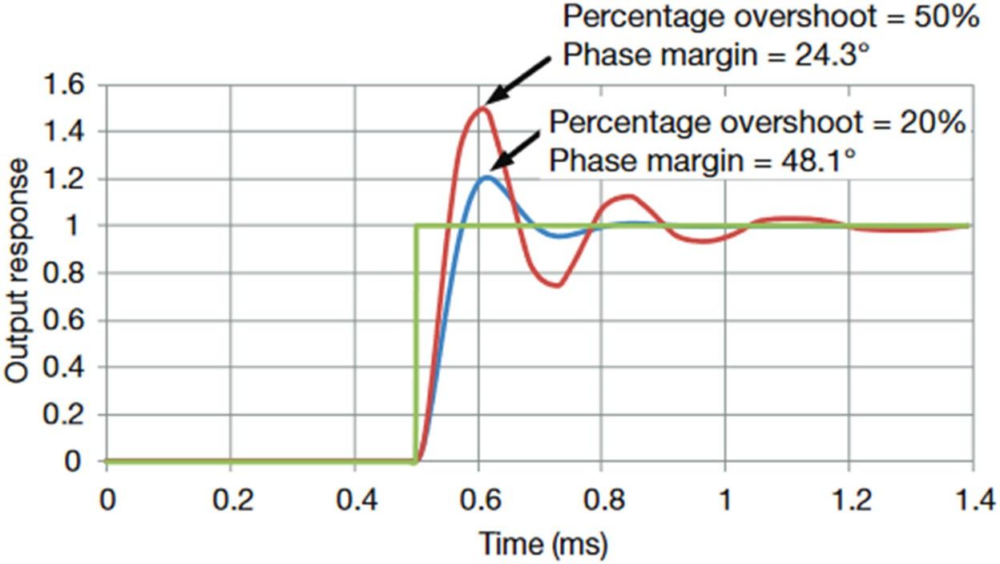 Percentage overshoot = 50%
Phase margin = 24.3°
Percentage overshoot = 20%
Phase margin = 48.1°
Output response
1.6
1.4
1.2
1
0.8
0.6
0.4
0.2
0
0 0.2 0.4 0.6 0.8 1 1.2 1.4
Time (ms)